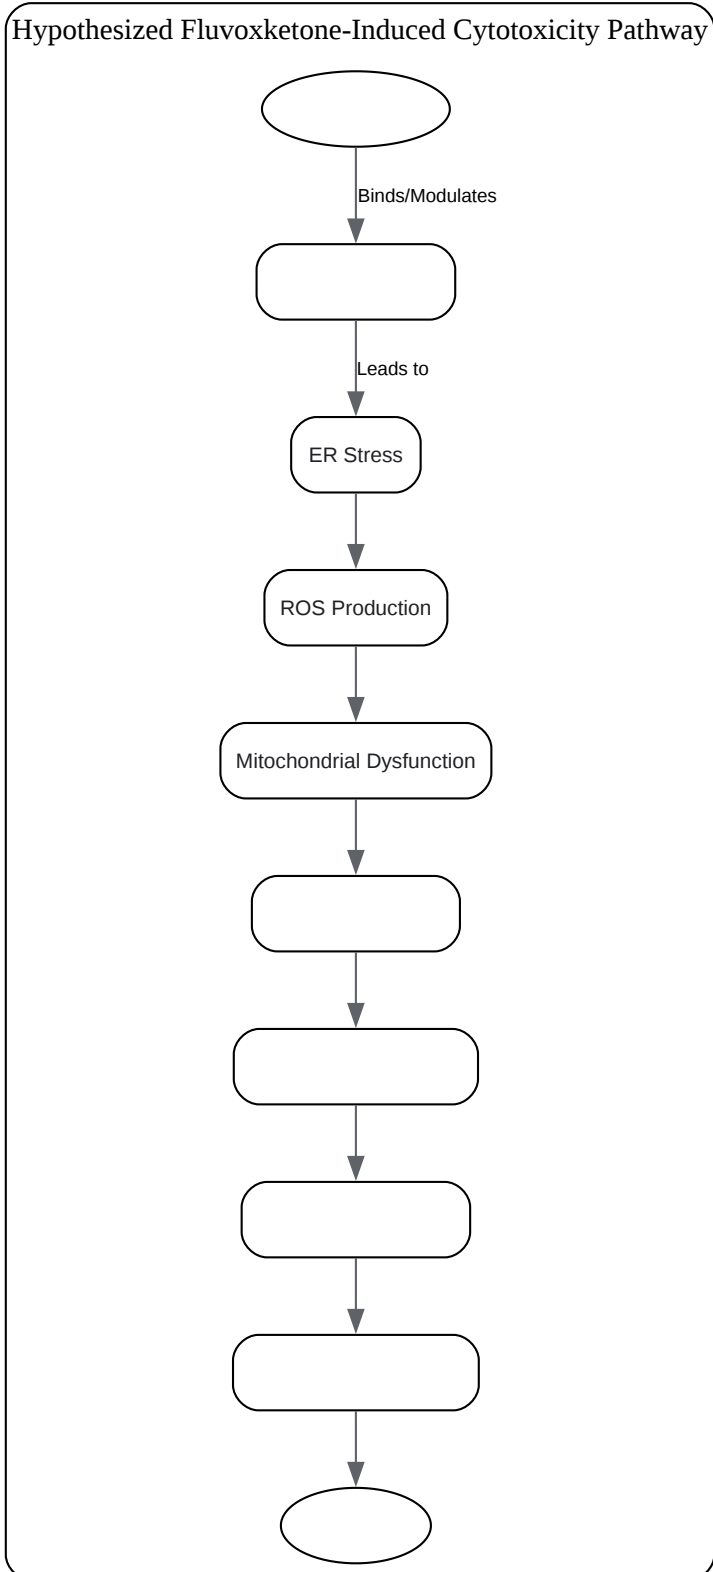 Hypothesized Fluvoxketone-Induced Cytotoxicity Pathway
Binds/Modulates
Leads to
ER Stress
ROS Production
Mitochondrial Dysfunction